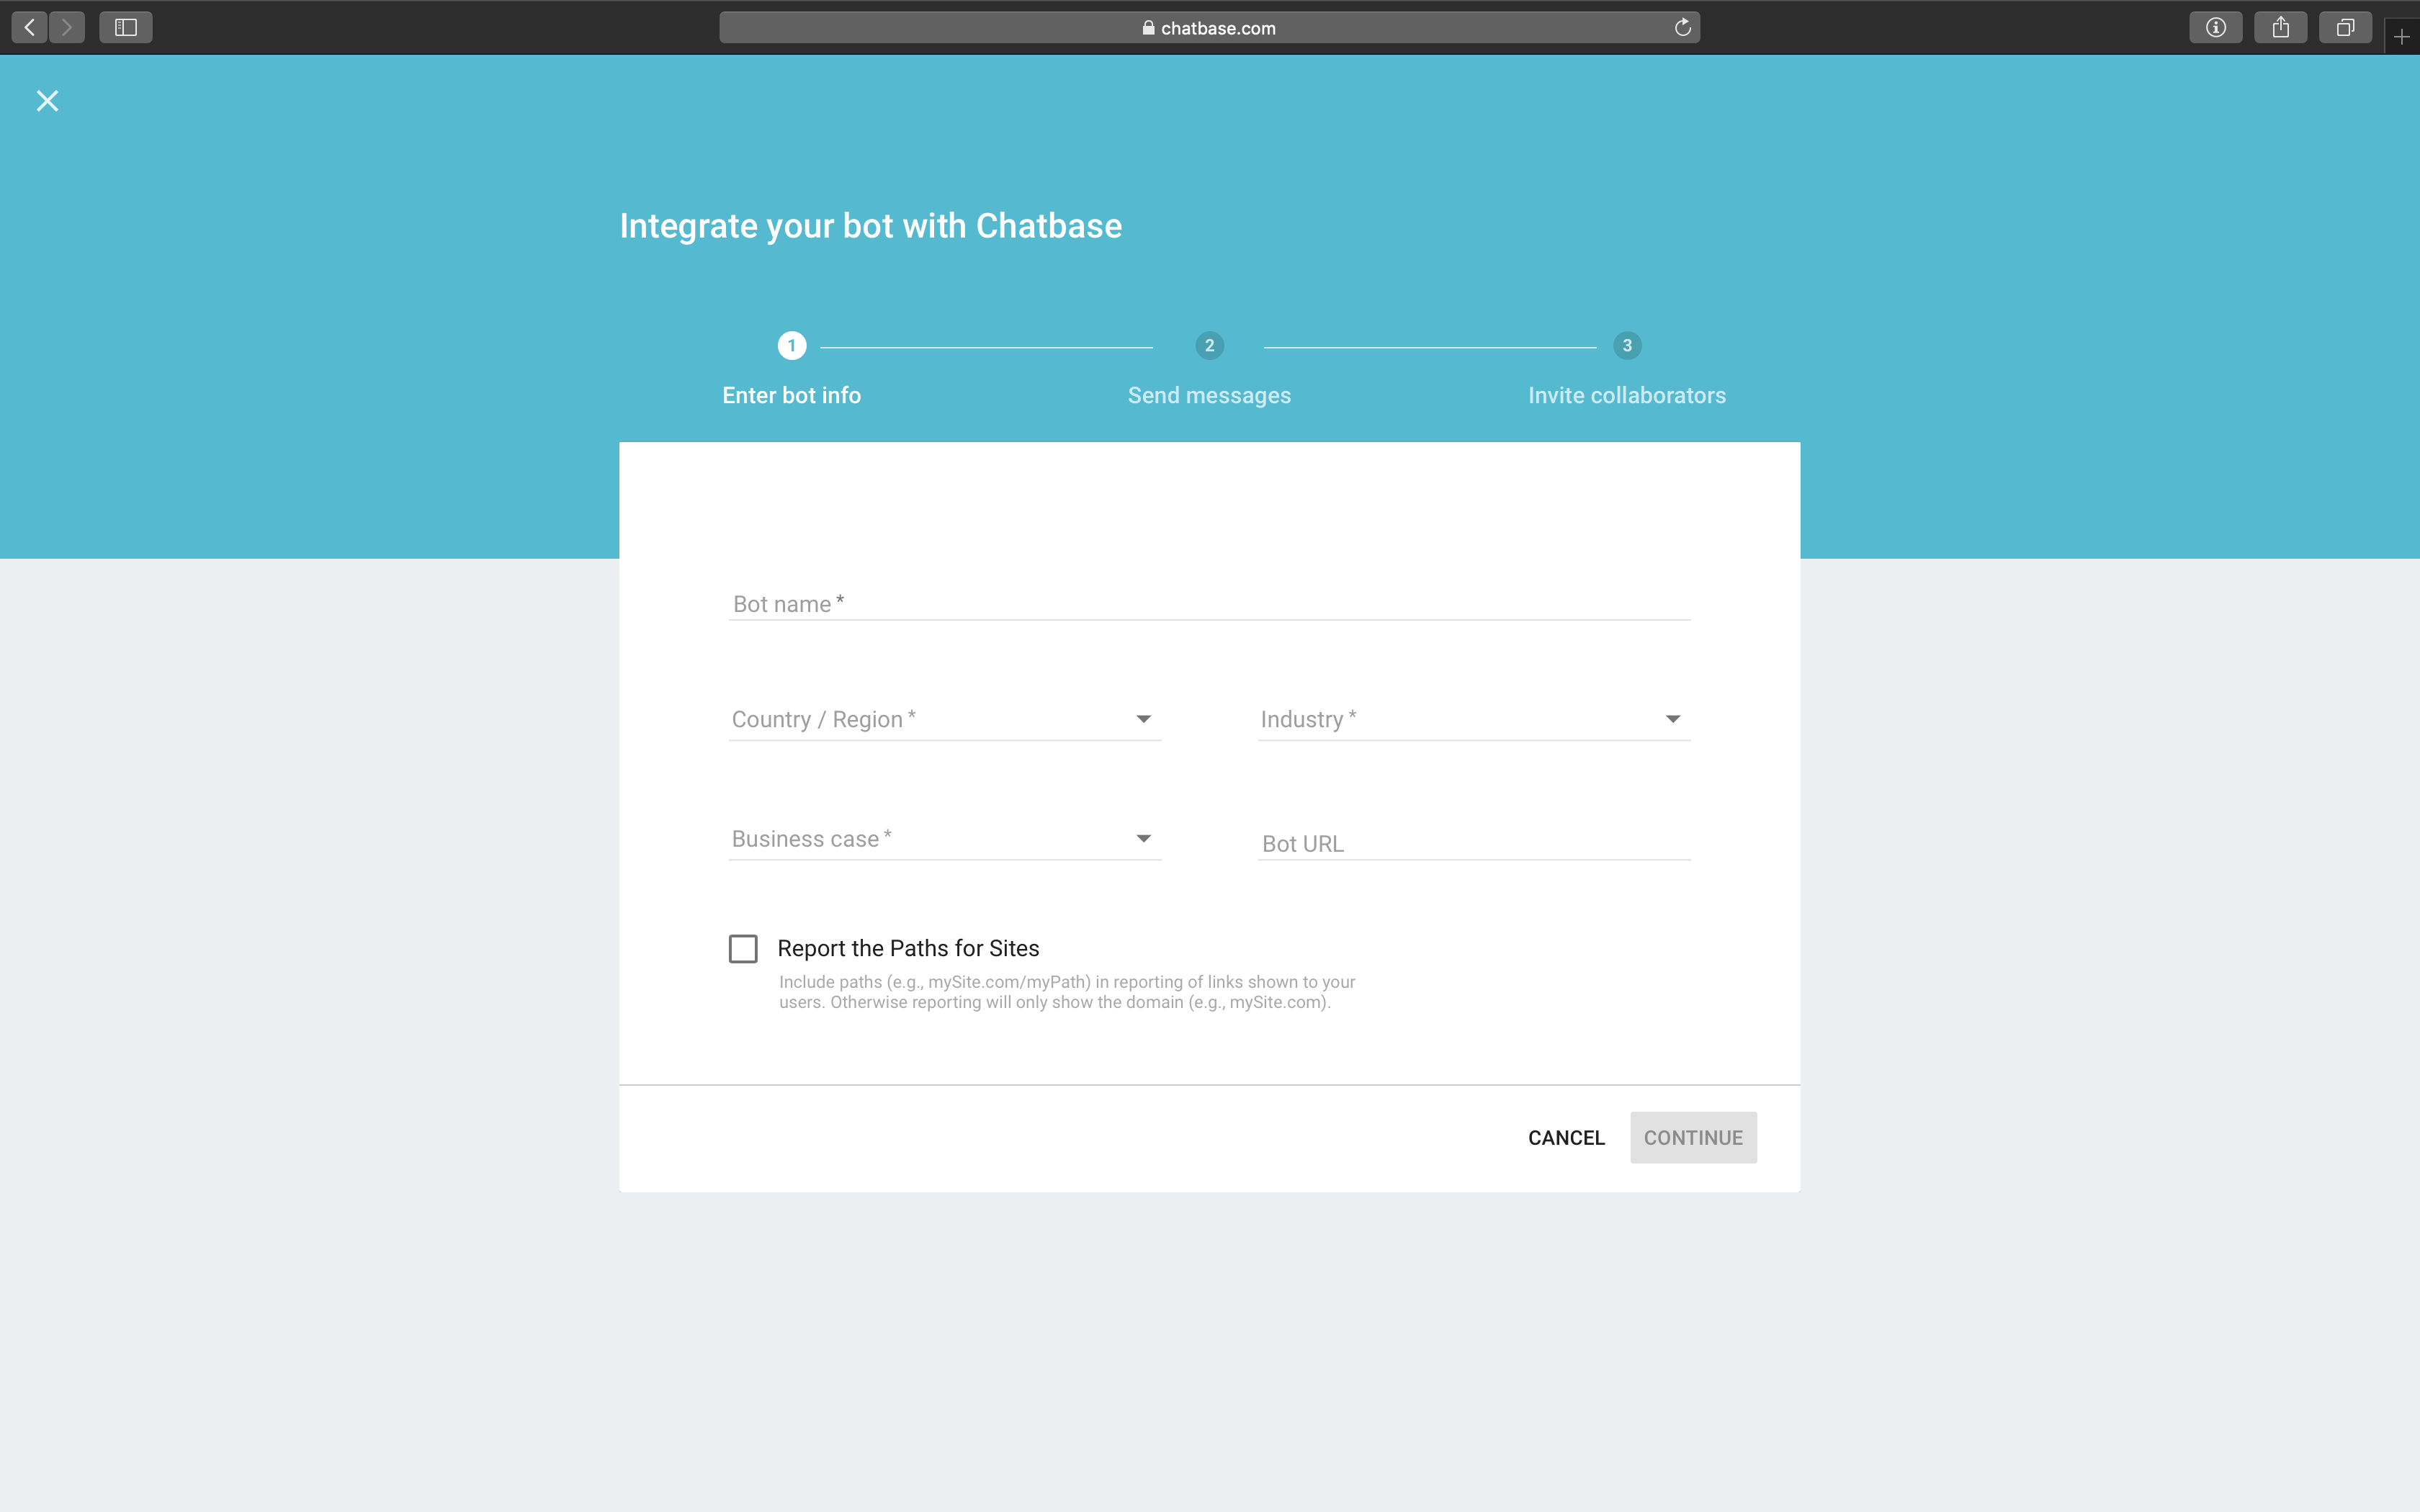 chatbase.com
Integrate your bot with Chatbase
1
2
3
Enter bot info
Send messages
Invite collaborators
Bot name *
Country / Region *
Industry *
Business case *
Bot URL
Report the Paths for Sites
Include paths (e.g., mySite.com/myPath) in reporting of links shown to your
users. Otherwise reporting will only show the domain (e.g., mySite.com).
CANCEL
CONTINUE